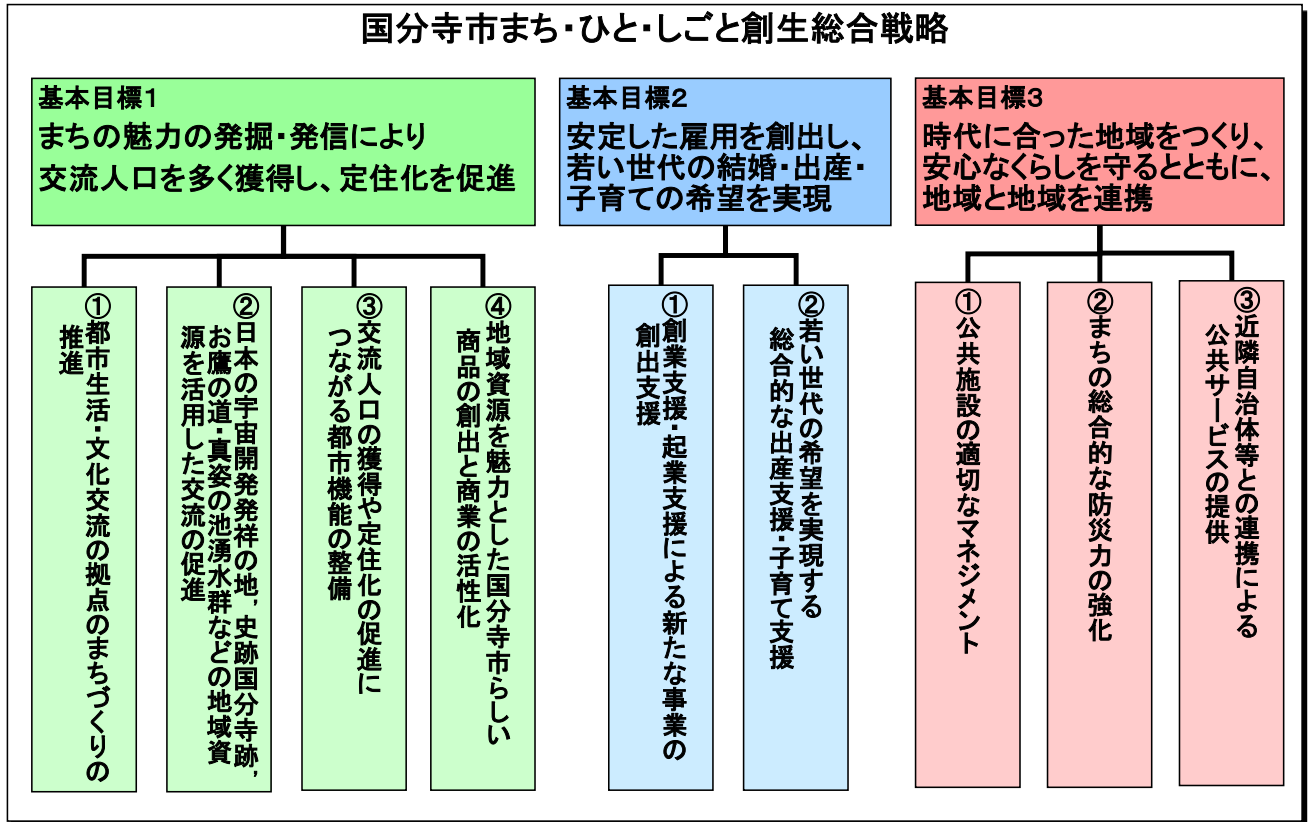 国分寺市まち・ひと・しごと創生総合戦略
基本目標1
まちの魅力の発掘・発信により
交流人口を多く獲得し、定住化を促進
基本目標2
安定した雇用を創出し、
若い世代の結婚・出産・
子育ての希望を実現
基本目標3
時代に合った地域をつくり、
安心なくらしを守るとともに、
地域と地域を連携
①都市生活・文化交流の拠点のまちづくりの
推進
②日本の宇宙開発発祥の地,史跡国分寺跡,
お鷹の道・真姿の池湧水群などの地域資
源を活用した交流の促進
③交流人口の獲得や定住化の促進に
つながる都市機能の整備
④地域資源を魅力とした国分寺市らしい
商品の創出と商業の活性化
①創業支援・起業支援による新たな事業の
創出支援
②若い世代の希望を実現する
総合的な出産支援・子育て支援
①公共施設の適切なマネジメント
②まちの総合的な防災力の強化
③近隣自治体等との連携による
公共サービスの提供